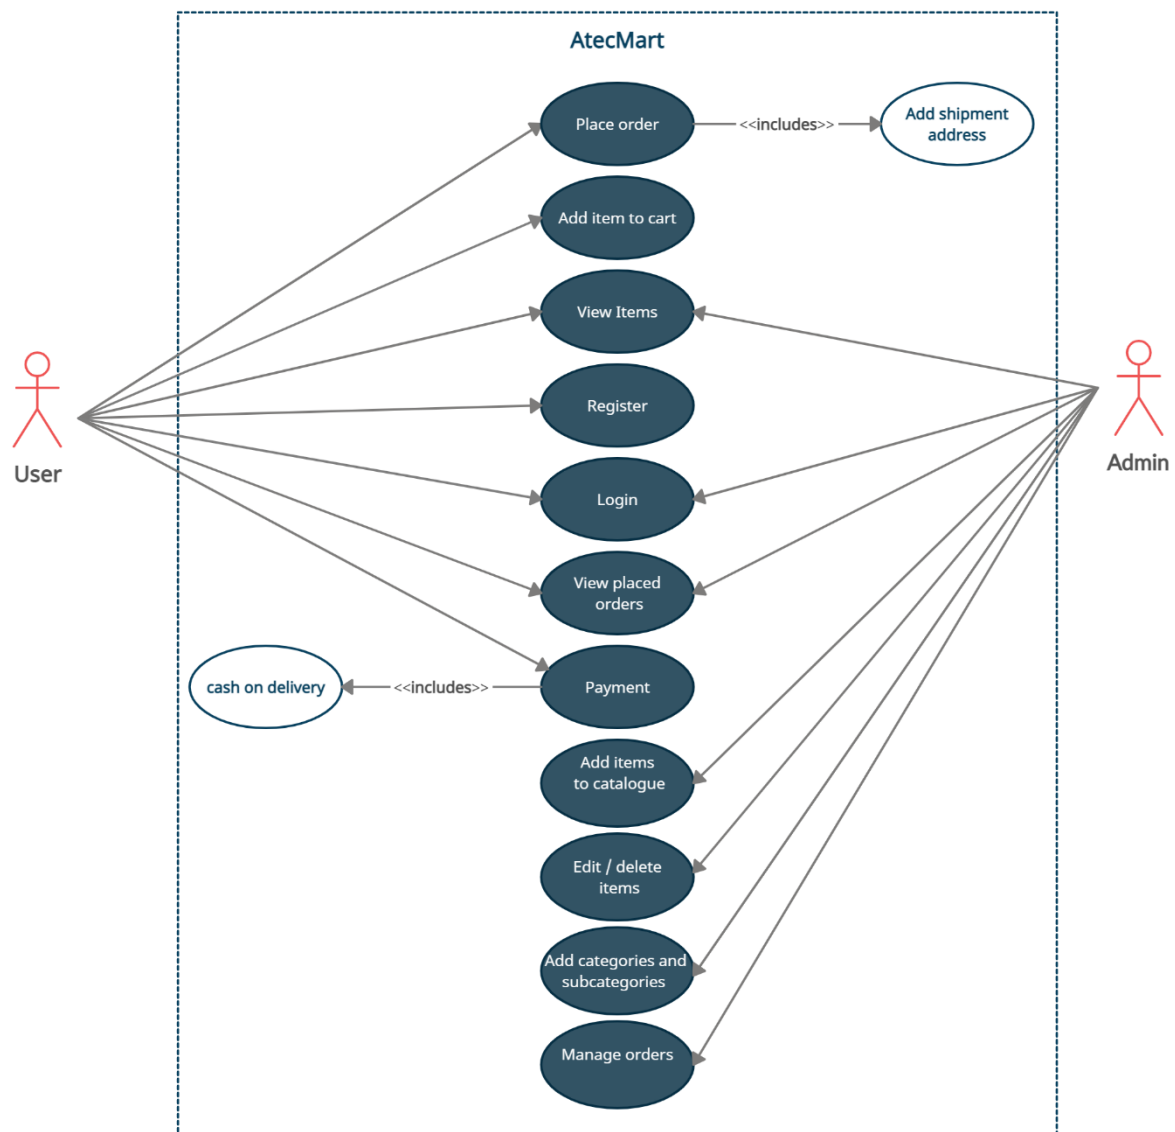 AtecMart
Place order
<<includes>>
Add shipment
address
Add item to cart
View Items
Register
User
Admin
Login
View placed
orders
cash on delivery
<<includes>>
Payment
Add items
to catalogue
Edit / delete
items
Add categories and
subcategories
Manage orders